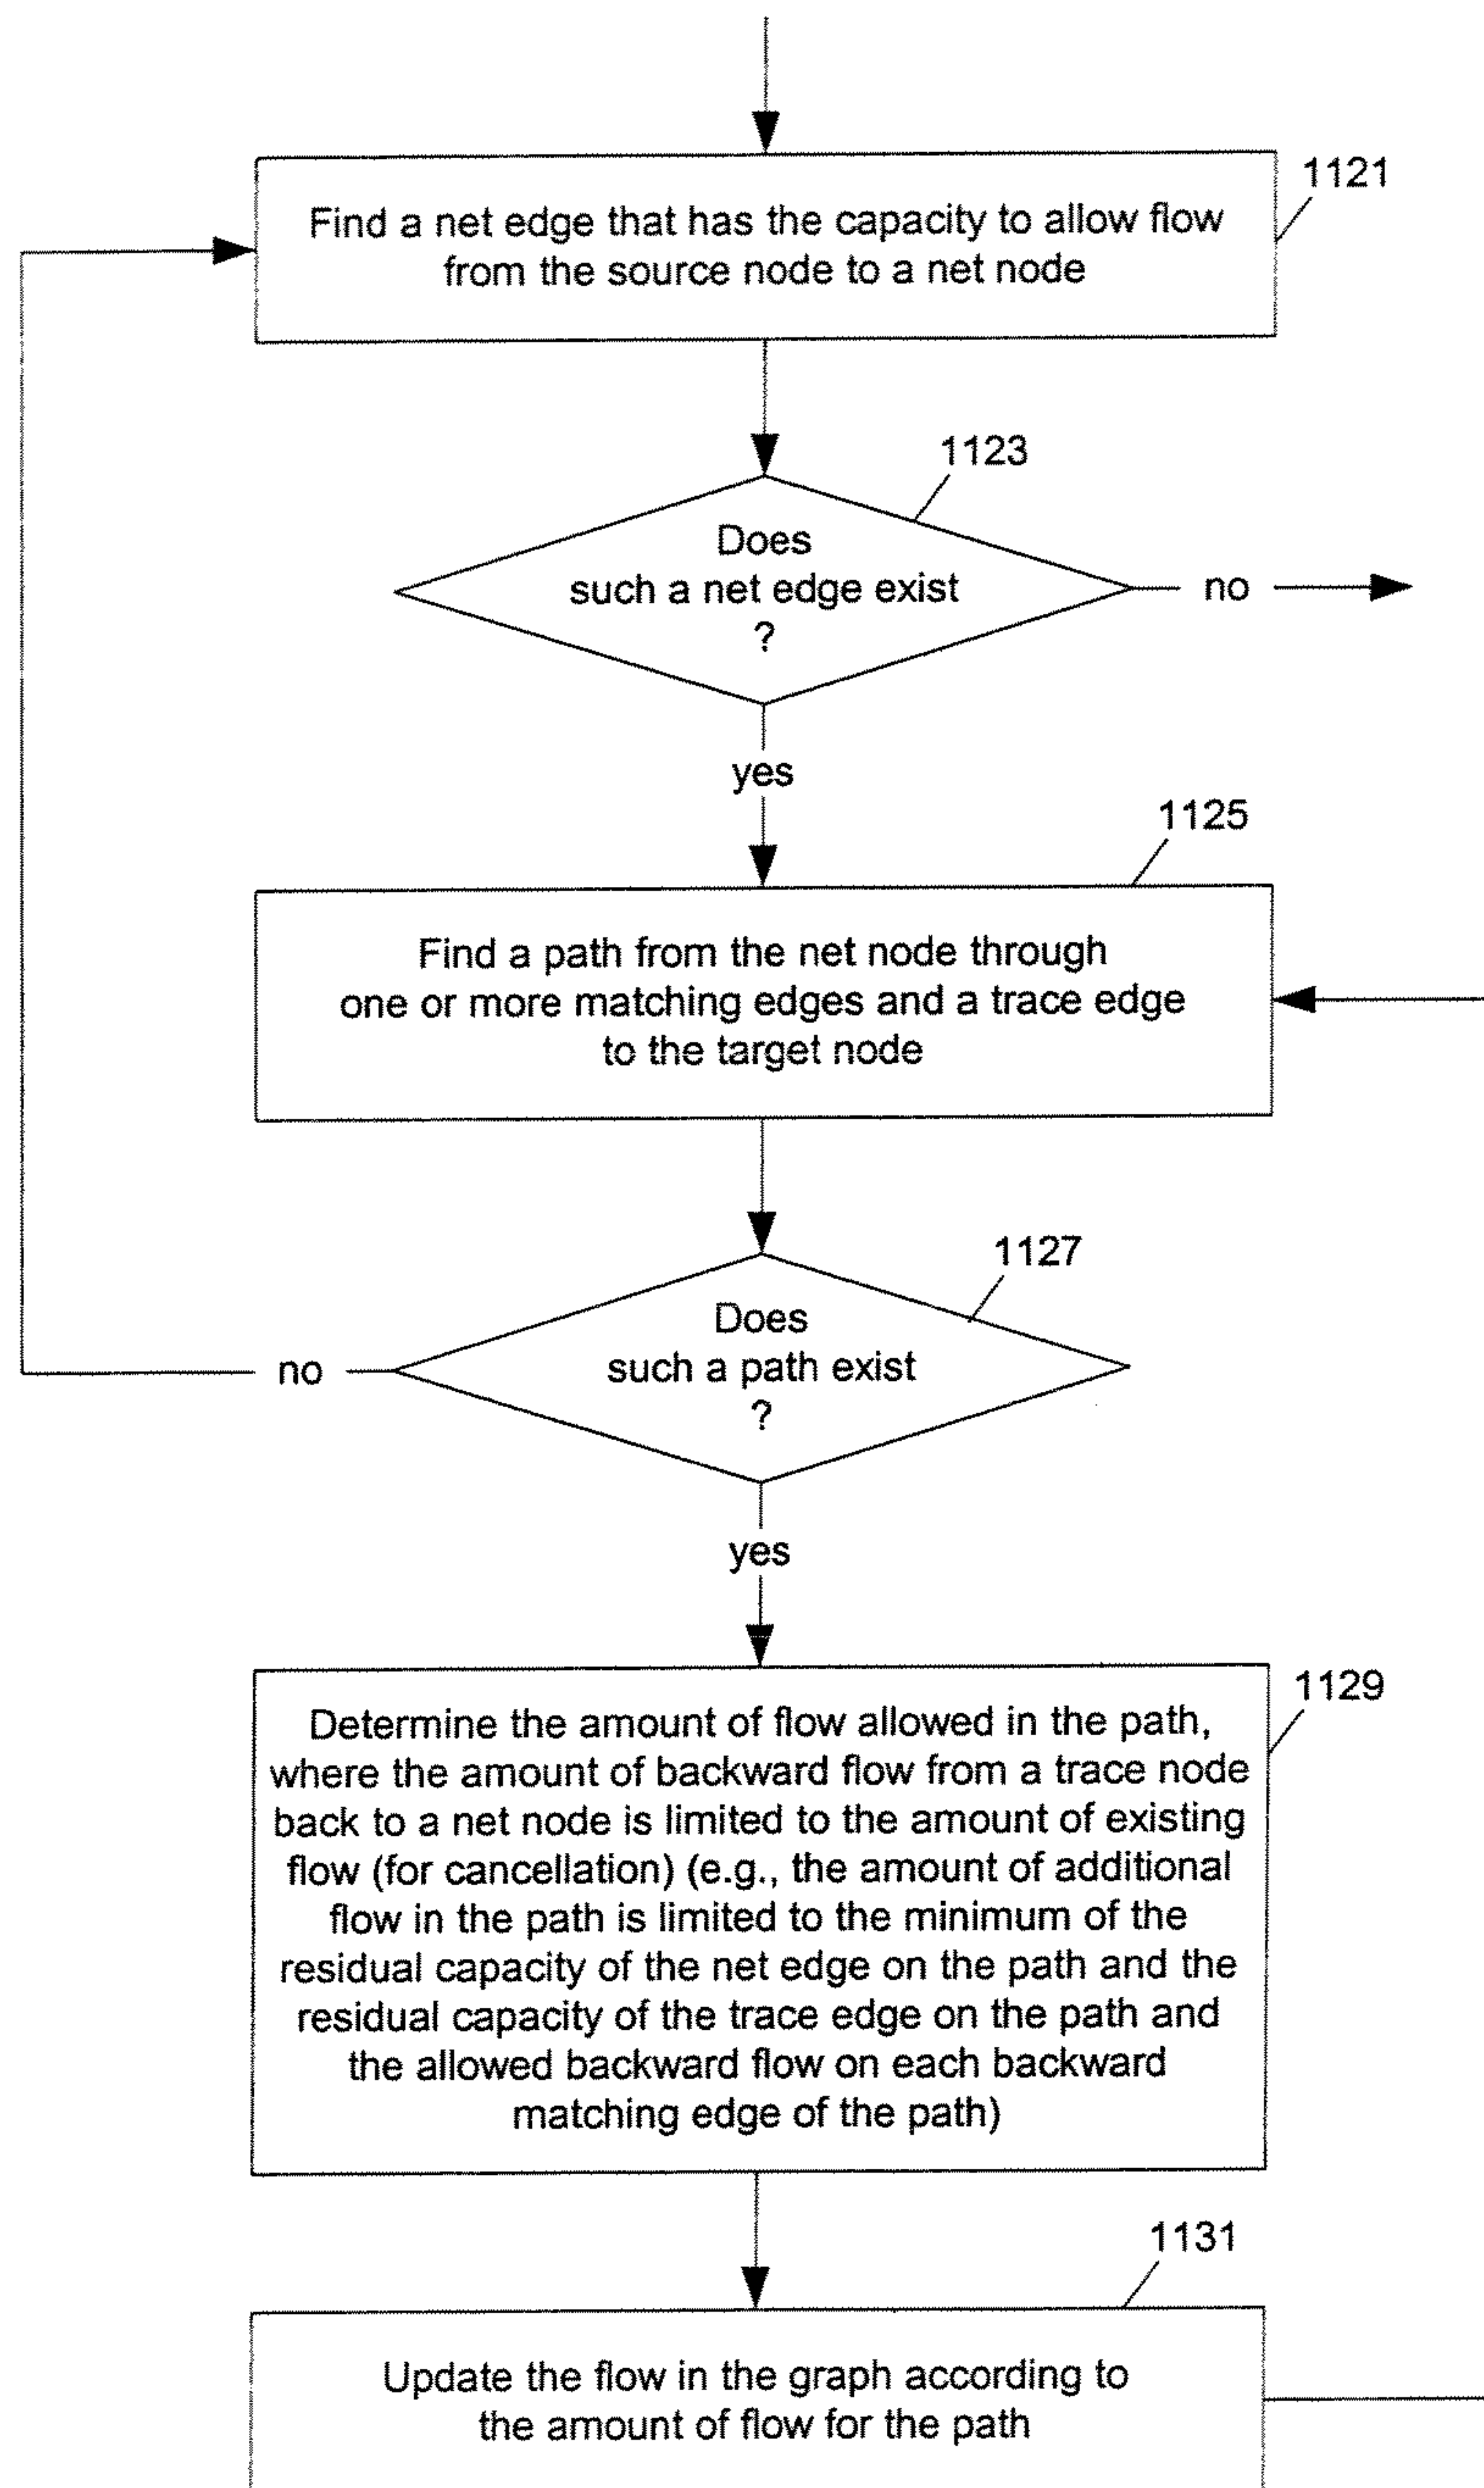 1121
Find a net edge that has the capacity to allow flow
from the source node to a net node
1123
Does
such a net edge exist
?
no
yes
1125
Find a path from the net node through
one or more matching edges and a trace edge
to the target node
1127
Does
such a path exist
?
no
yes
1129
Determine the amount of flow allowed in the path,
where the amount of backward flow from a trace node
back to a net node is limited to the amount of existing
flow (for cancellation) (e.g., the amount of additional
flow in the path is limited to the minimum of the
residual capacity of the net edge on the path and the
residual capacity of the trace edge on the path and
the allowed backward flow on each backward
matching edge of the path)
1131
Update the flow in the graph according to
the amount of flow for the path